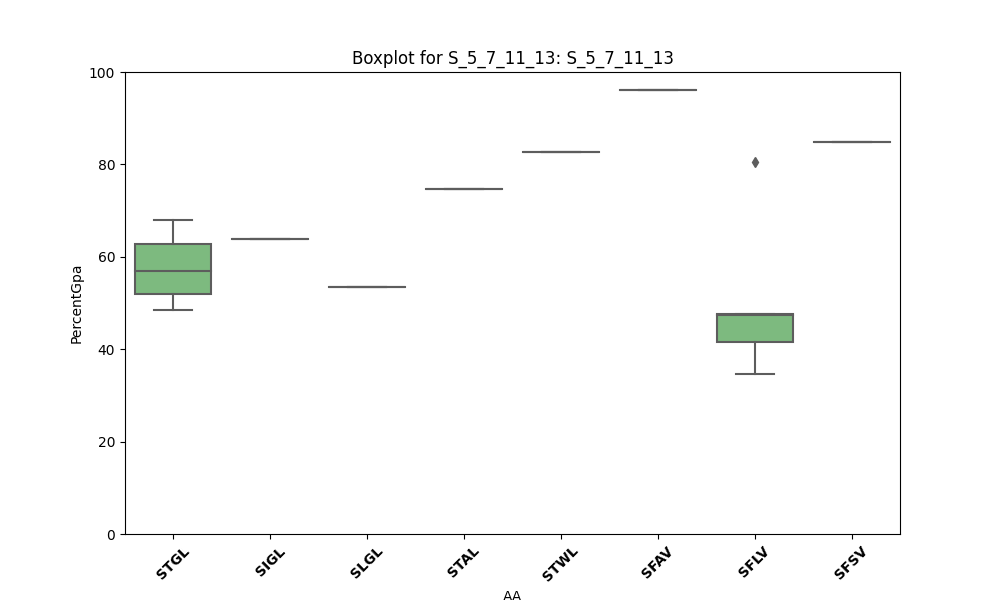 Boxplot for S_5_7_11_13: S_5_7_11_13
100
80
60
40
20
0
PercentGpa
STGL
SIGL
SLGL
STAL
STWL
SFAV
SFLV
SFSV
AA